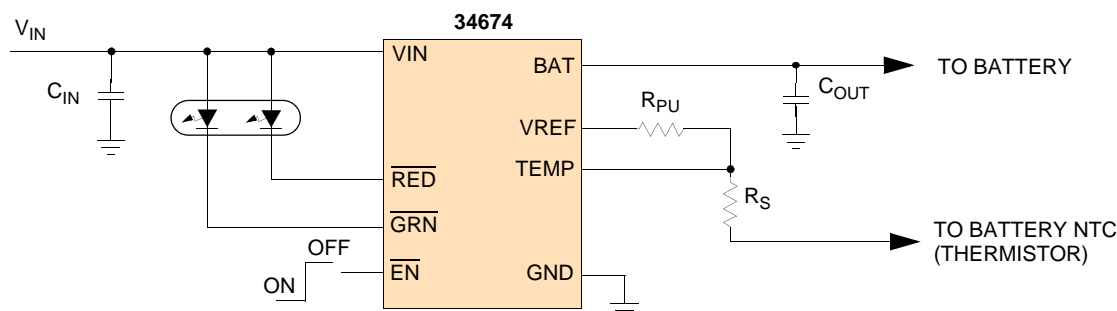 34674
VIN
VIN
BAT
TO BATTERY
CIN
COUT
RPU
VREF
TEMP
RED
RS
GRN
TO BATTERY NTC
(THERMISTOR)
OFF
EN
GND
ON